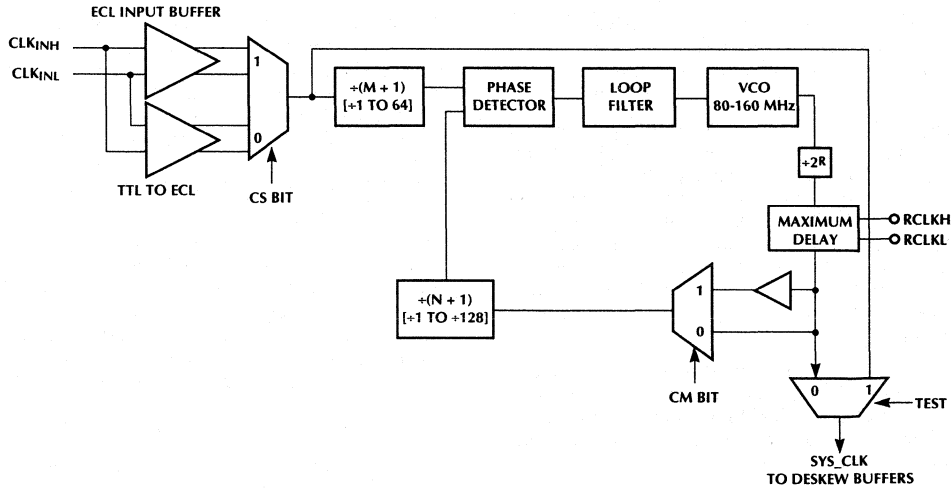 ECL INPUT BUFFER
CLKINH
CLKINL
1
0
TTL TO ECL
CS BIT
÷(M + 1)
[÷1 TO 64]
PHASE
DETECTOR
LOOP
FILTER
VCO
80-160 MHz
÷2R
MAXIMUM
DELAY
RCLKH
RCLKL
÷(N + 1)
[÷1 TO ÷128]
1
0
CM BIT
0
1
TEST
SYS_CLK
TO DESKEW BUFFERS